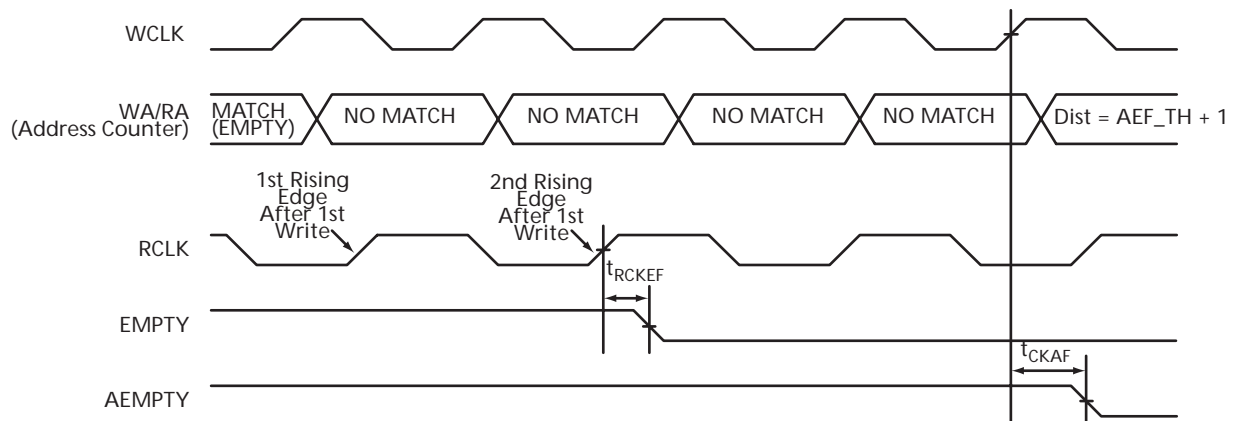 WCLK
WA/RA
(Address Counter)
MATCH
(EMPTY)
NO MATCH
NO MATCH
NO MATCH
NO MATCH
Dist = AEF_TH + 1
1st Rising
Edge
After 1st
Write
2nd Rising
Edge
After 1st
Write
RCLK
tRCKEF
EMPTY
tCKAF
AEMPTY